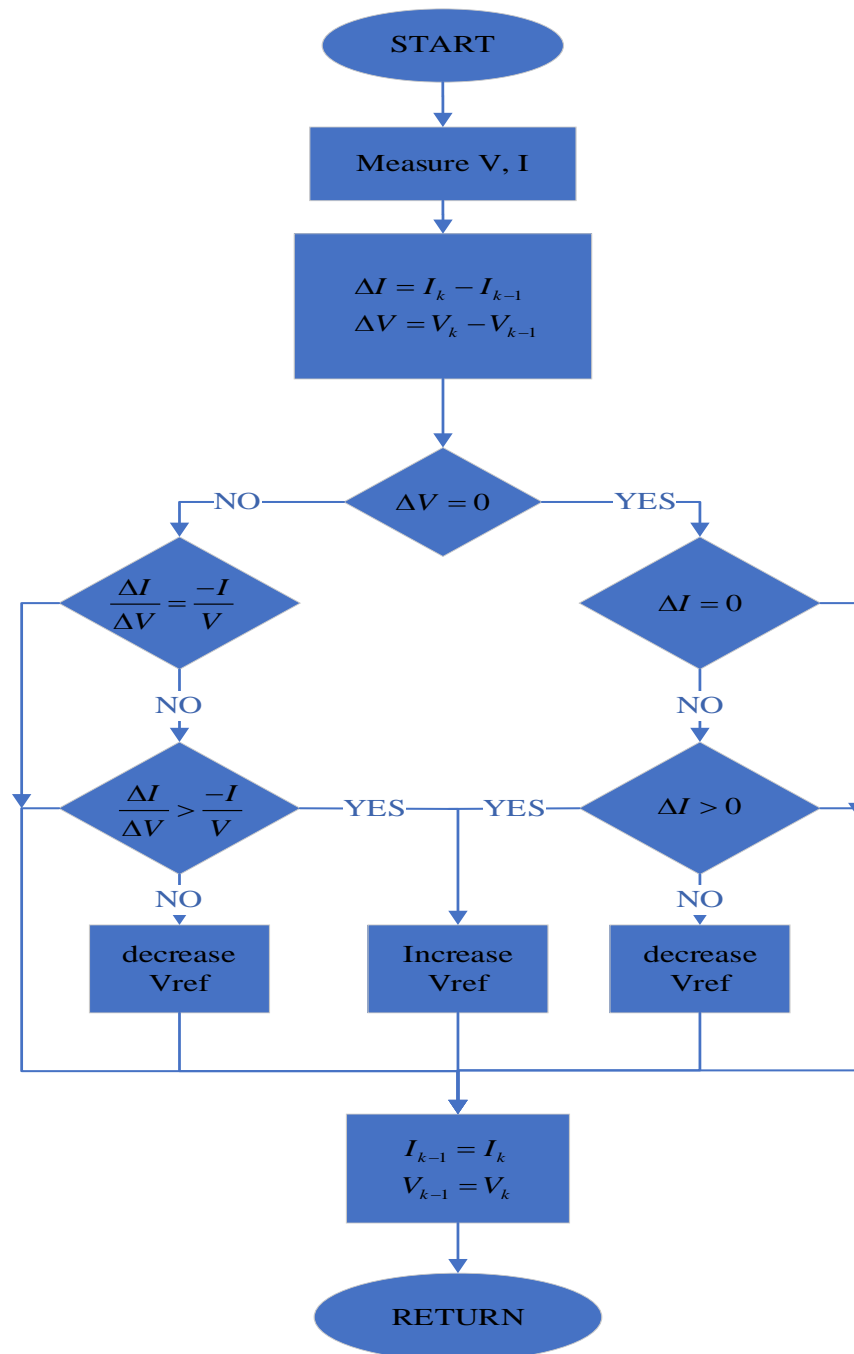 START
Measure V, I
ΔI = I_k − I_{k−1}
ΔV = V_k − V_{k−1}
ΔV = 0
NO
YES
ΔI/ΔV = −I/V
ΔI = 0
NO
NO
ΔI/ΔV > −I/V
YES
YES
ΔI > 0
NO
NO
decrease
Vref
Increase
Vref
decrease
Vref
I_{k−1} = I_k
V_{k−1} = V_k
RETURN